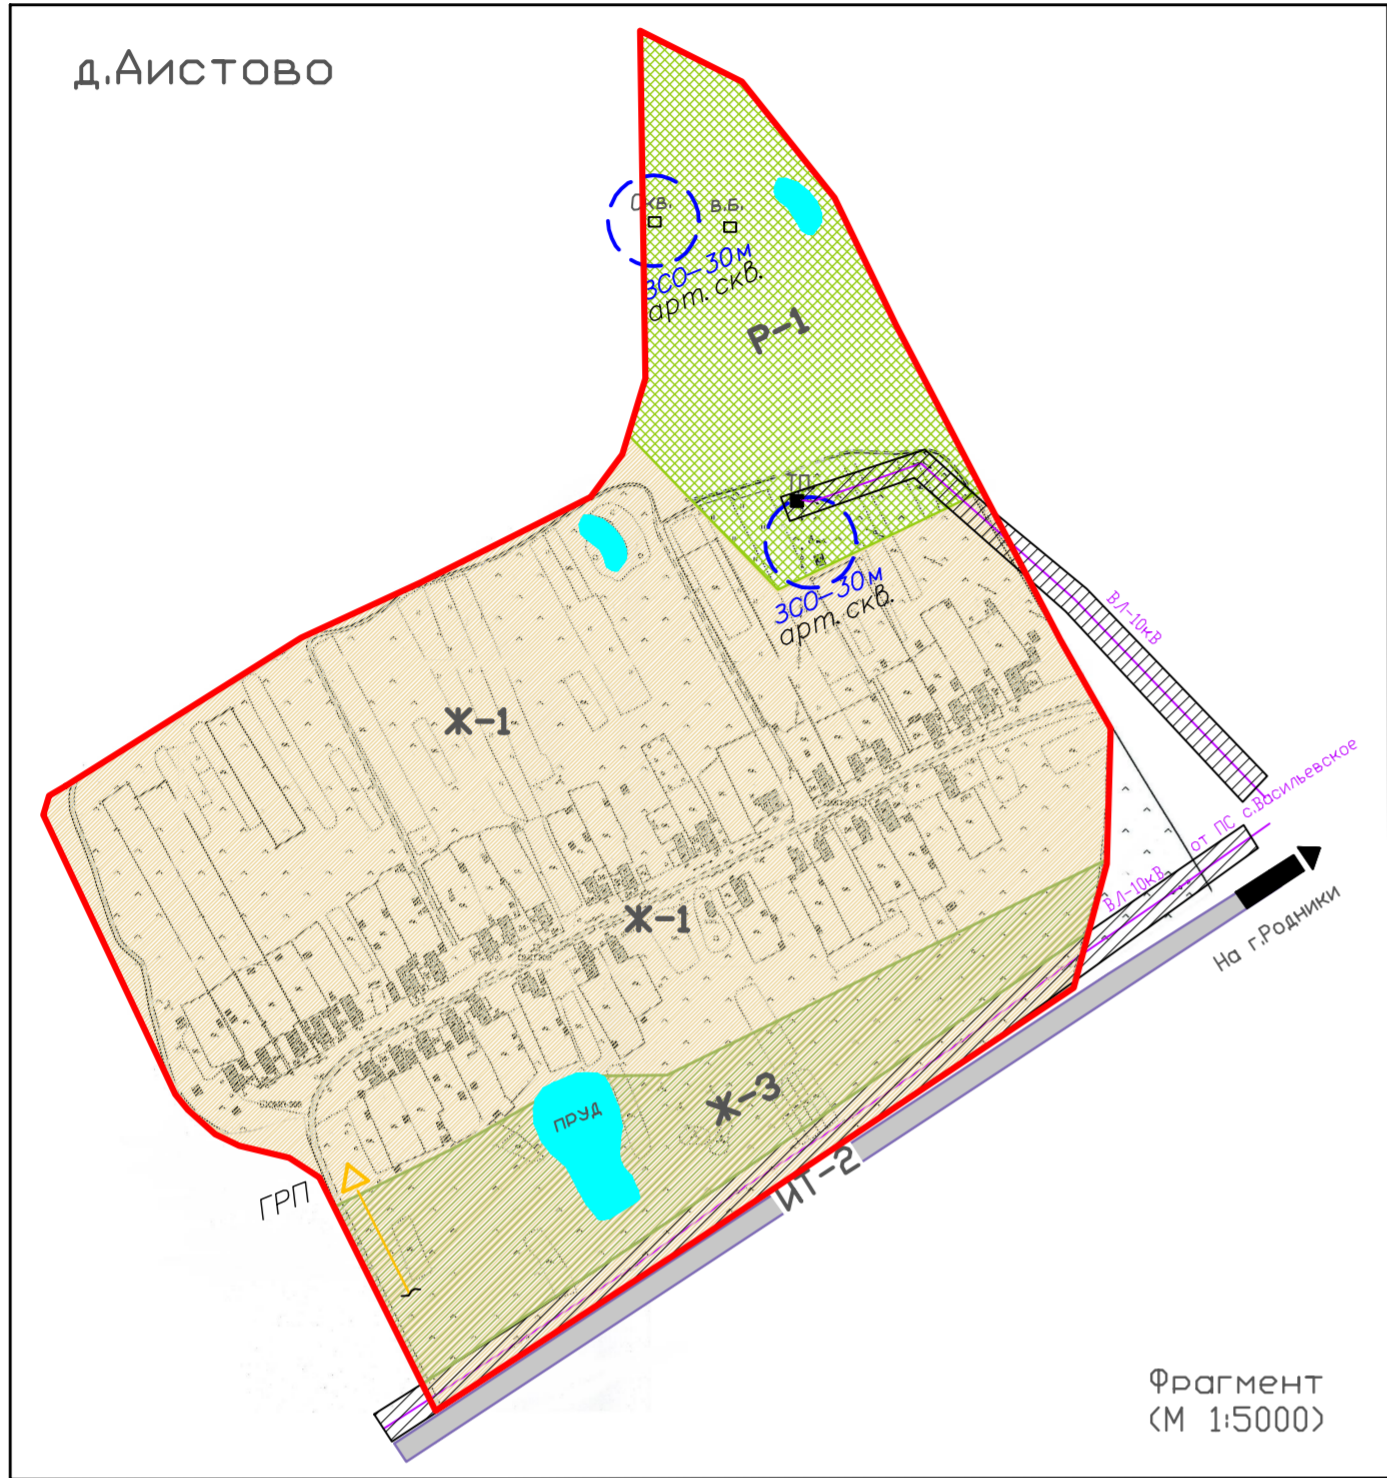 д.Аистово
Скв.
в.б.
ЗСО-30м
арт. скв.
Р-1
ТП
ЗСО-30м
арт. скв.
ВЛ-10кВ
Ж-1
от ПС с.Васильевское
ВЛ-10кВ
На г.Родники
Ж-1
Ж-3
пруд
ИТ-2
ГРП
Фрагмент
(М 1:5000)